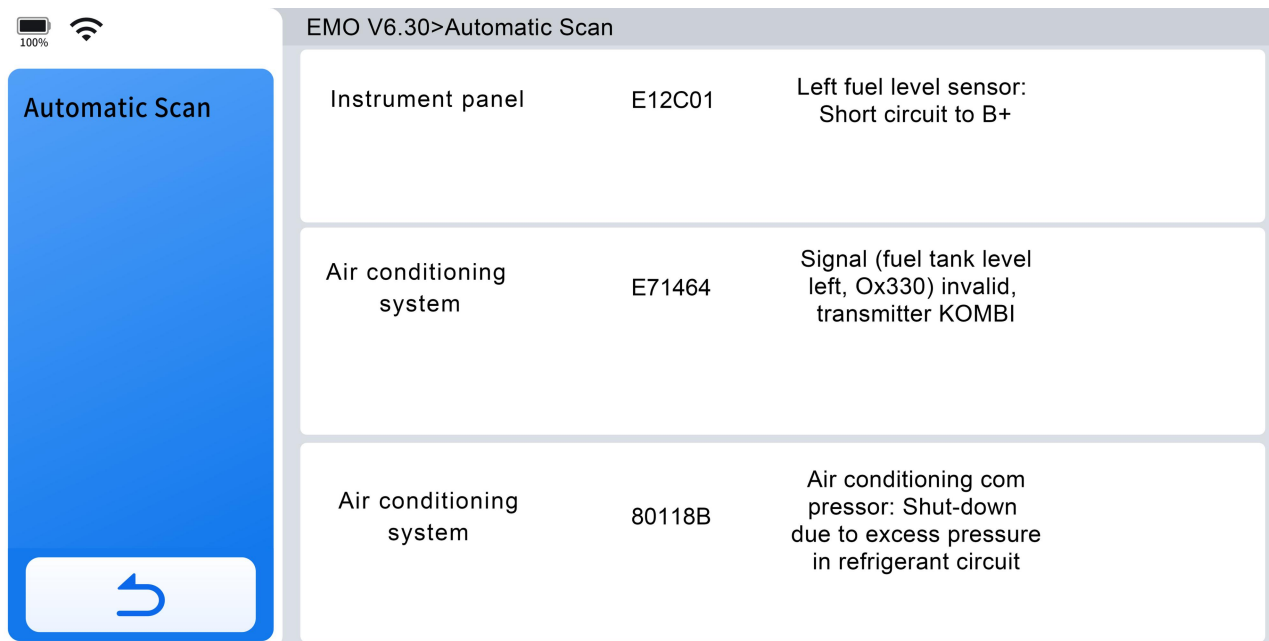 100%
EMO V6.30>Automatic Scan
Automatic Scan
Instrument panel
E12C01
Left fuel level sensor:
Short circuit to B+
Air conditioning
system
E71464
Signal (fuel tank level
left, Ox330) invalid,
transmitter KOMBI
Air conditioning
system
80118B
Air conditioning com
pressor: Shut-down
due to excess pressure
in refrigerant circuit